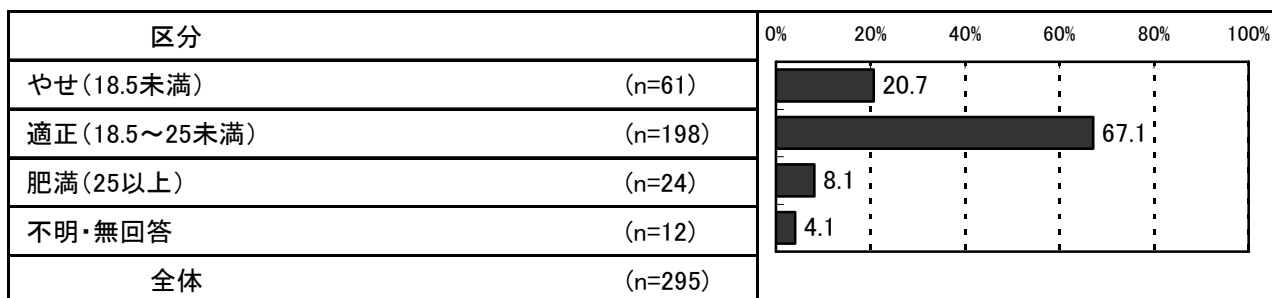 区分 0% 20% 40% 60% 80% 100%
やせ(18.5未満) (n=61) 20.7
適正(18.5～25未満) (n=198) 67.1
肥満(25以上) (n=24) 8.1
不明・無回答 (n=12) 4.1
全体 (n=295)